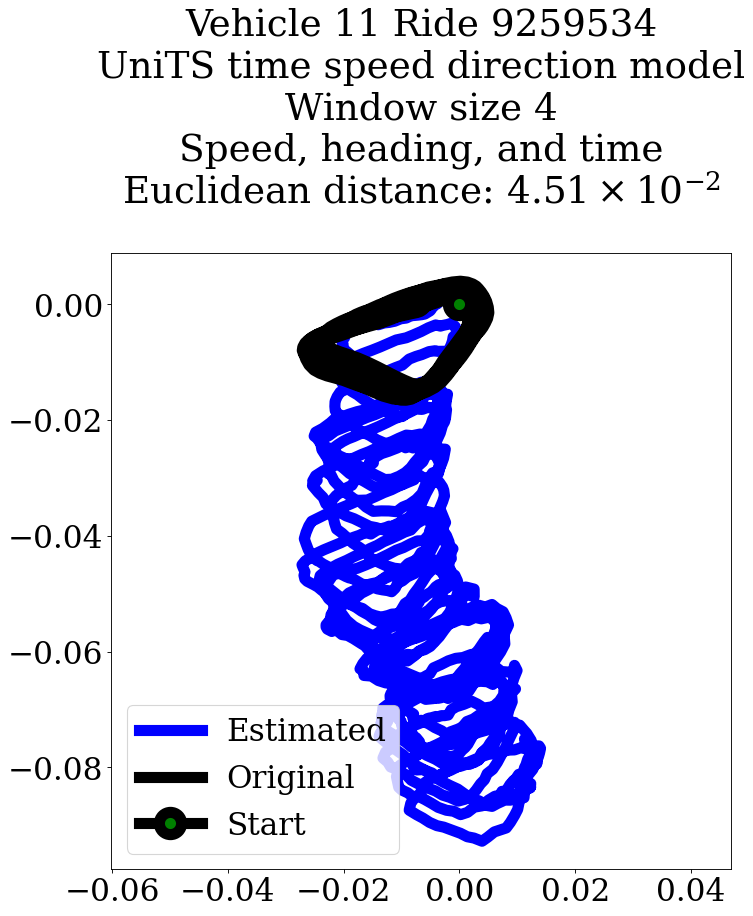 Vehicle 11 Ride 9259534
UniTS time speed direction model
Window size 4
Speed, heading, and time
Euclidean distance: 4.51 × 10⁻²
0.00
−0.02
−0.04
−0.06
−0.08
Estimated
Original
Start
−0.06 −0.04 −0.02 0.00 0.02 0.04